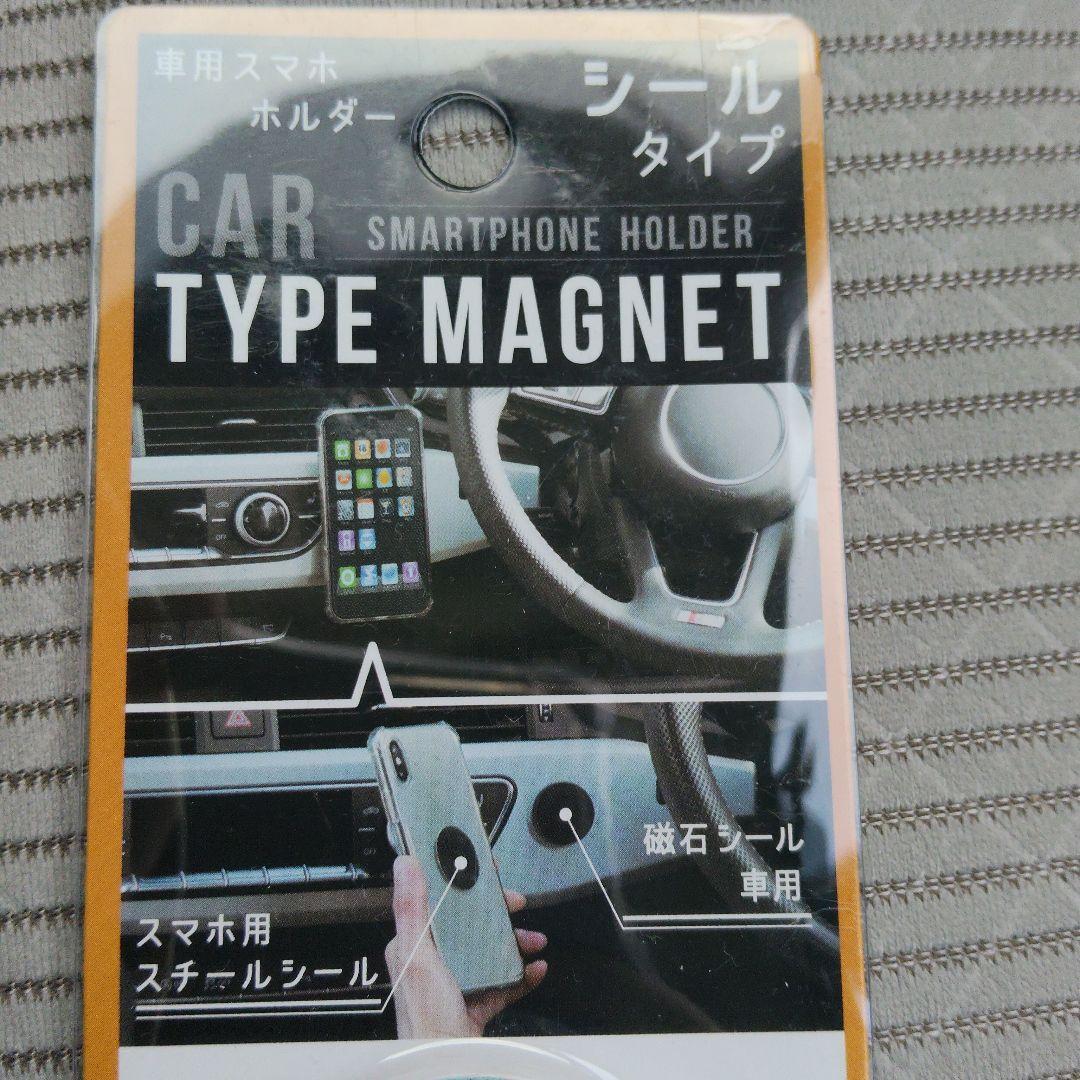 車用スマホ
ホルダー
シール
タイプ
CAR
SMARTPHONE HOLDER
TYPE MAGNET
磁石シール
車用
スマホ用
スチールシール